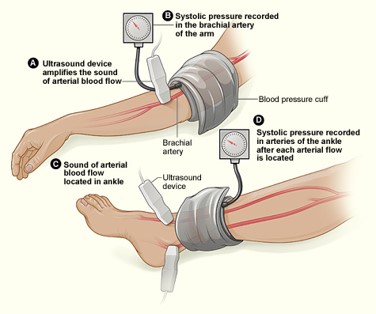 B Systolic pressure recorded
in the brachial artery
of the arm
A Ultrasound device
amplifies the sound
of arterial blood flow
Blood pressure cuff
Brachial
artery
D
Systolic pressure recorded
in arteries of the ankle
after each arterial flow
is located
C Sound of arterial
blood flow
located in ankle
Ultrasound
device